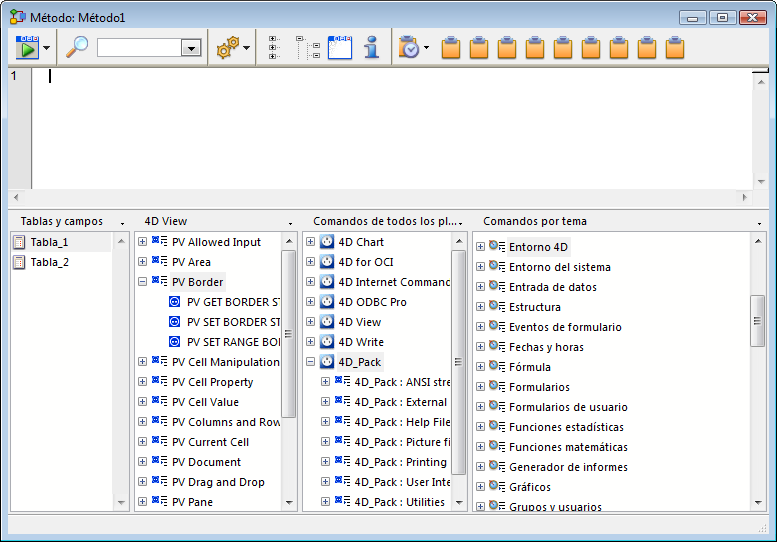 Método: Método1
1
Tablas y campos
Tabla_1
Tabla_2
4D View
PV Allowed Input
PV Area
PV Border
PV GET BORDER ST
PV SET BORDER ST
PV SET RANGE BOI
PV Cell Manipulation
PV Cell Property
PV Cell Value
PV Columns and Row
PV Current Cell
PV Document
PV Drag and Drop
PV Pane
Comandos de todos los pl...
4D Chart
4D for OCI
4D Internet Commanc
4D ODBC Pro
4D View
4D Write
4D_Pack
4D_Pack : ANSI stre
4D_Pack : External
4D_Pack : Help File
4D_Pack : Picture fi
4D_Pack : Printing
4D_Pack : User Inte
4D_Pack : Utilities
Comandos por tema
Entorno 4D
Entorno del sistema
Entrada de datos
Estructura
Eventos de formulario
Fechas y horas
Fórmula
Formularios
Formularios de usuario
Funciones estadísticas
Funciones matemáticas
Generador de informes
Gráficos
Grupos y usuarios